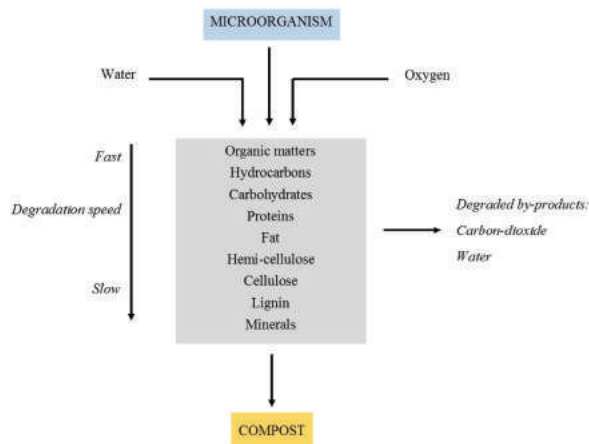 MICROORGANISM
Water
Oxygen
Fast
Degradation speed
Slow
Organic matters
Hydrocarbons
Carbohydrates
Proteins
Fat
Hemi-cellulose
Cellulose
Lignin
Minerals
Degraded by-products:
Carbon-dioxide
Water
COMPOST